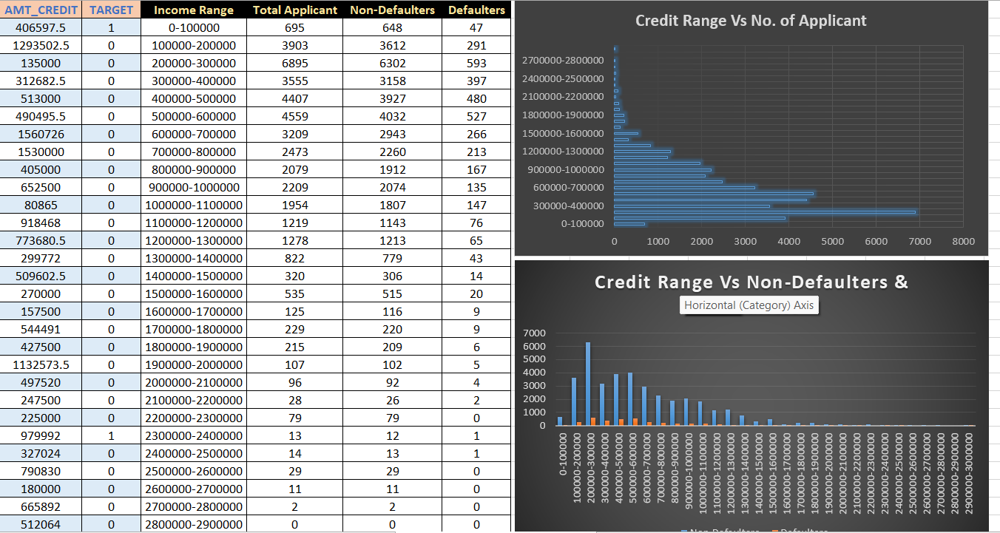 AMT_CREDIT TARGET Income Range Total Applicant Non-Defaulters Defaulters
406597.5 1 0-100000 695 648 47
1293502.5 0 100000-200000 3903 3612 291
135000 0 200000-300000 6895 6302 593
312682.5 0 300000-400000 3555 3158 397
513000 0 400000-500000 4407 3927 480
490495.5 0 500000-600000 4559 4032 527
1560726 0 600000-700000 3209 2943 266
1530000 0 700000-800000 2473 2260 213
405000 0 800000-900000 2079 1912 167
652500 0 900000-1000000 2209 2074 135
80865 0 1000000-1100000 1954 1807 147
918468 0 1100000-1200000 1219 1143 76
773680.5 0 1200000-1300000 1278 1213 65
299772 0 1300000-1400000 822 779 43
509602.5 0 1400000-1500000 320 306 14
270000 0 1500000-1600000 535 515 20
157500 0 1600000-1700000 125 116 9
544491 0 1700000-1800000 229 220 9
427500 0 1800000-1900000 215 209 6
1132573.5 0 1900000-2000000 107 102 5
497520 0 2000000-2100000 96 92 4
247500 0 2100000-2200000 28 26 2
225000 0 2200000-2300000 79 79 0
979992 1 2300000-2400000 13 12 1
327024 0 2400000-2500000 14 13 1
790830 0 2500000-2600000 29 29 0
180000 0 2600000-2700000 11 11 0
665892 0 2700000-2800000 2 2 0
512064 0 2800000-2900000 0 0 0
Credit Range Vs No. of Applicant
2700000-2800000
2400000-2500000
2100000-2200000
1800000-1900000
1500000-1600000
1200000-1300000
900000-1000000
600000-700000
300000-400000
0-100000
0 1000 2000 3000 4000 5000 6000 7000 8000
Credit Range Vs Non-Defaulters &
Horizontal (Category) Axis
7000
6000
5000
4000
3000
2000
1000
0
0-100000
100000-200000
200000-300000
300000-400000
400000-500000
500000-6000000
600000-700000
700000-8000000
800000-900000
900000-1000000
1000000-1100000
1100000-1200000
1200000-1300000
1300000-1400000
1400000-1500000
1500000-1600000
1600000-1700000
1700000-1800000
1800000-1900000
1900000-2000000
2000000-2100000
2100000-2200000
2200000-2300000
2300000-2400000
2400000-2500000
2500000-2600000
2600000-2700000
2700000-2800000
2800000-2900000
2900000-3000000
Non-Defaulters Defaulters